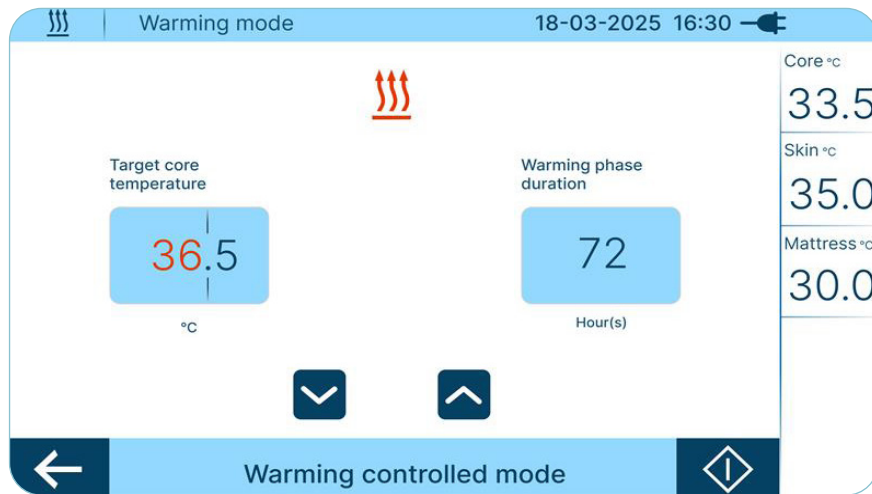 Warming mode
18-03-2025 16:30
Core °C
33.5
Skin °C
35.0
Mattress °C
30.0
Target core
temperature
36.5
°C
Warming phase
duration
72
Hour(s)
Warming controlled mode